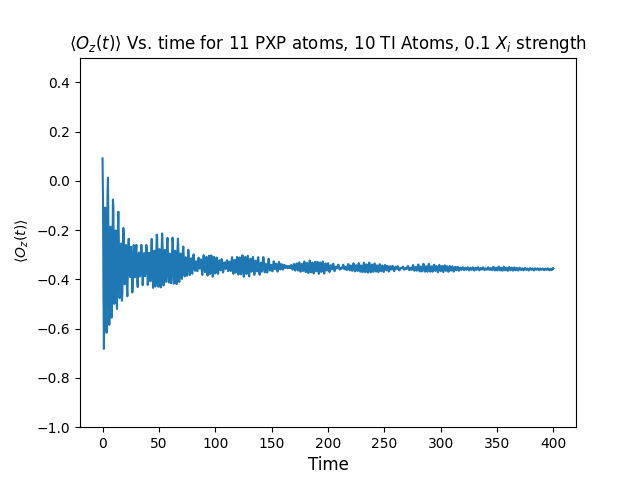 ⟨O_z(t)⟩ Vs. time for 11 PXP atoms, 10 TI Atoms, 0.1 X_i strength
0.4
0.2
0.0
−0.2
−0.4
−0.6
−0.8
−1.0
⟨O_z(t)⟩
0 50 100 150 200 250 300 350 400
Time